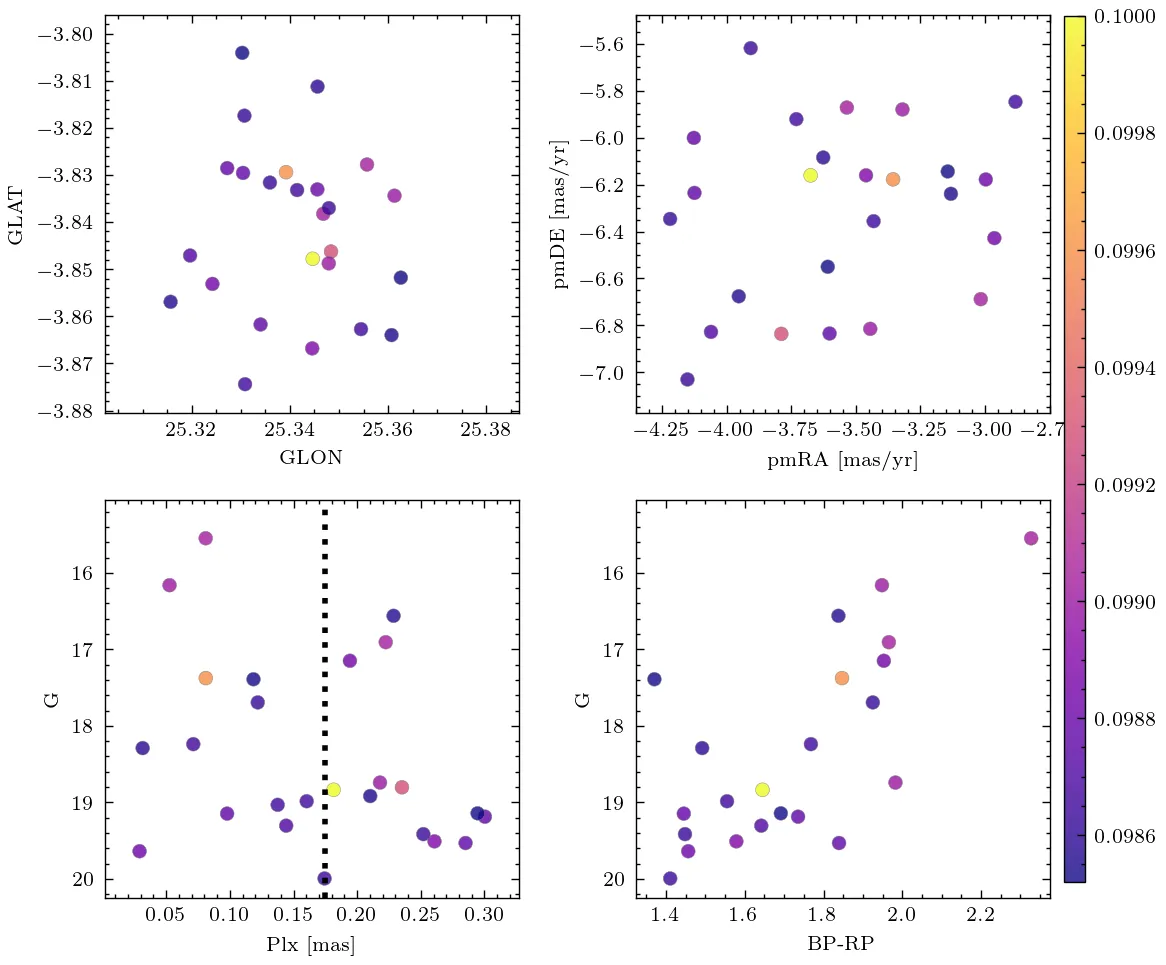 −3.80
−3.81
−3.82
−3.83
−3.84
−3.85
−3.86
−3.87
−3.88
GLAT
25.32 25.34 25.36 25.38
GLON
−5.6
−5.8
−6.0
−6.2
−6.4
−6.6
−6.8
−7.0
pmDE [mas/yr]
−4.25 −4.00 −3.75 −3.50 −3.25 −3.00 −2.7
pmRA [mas/yr]
0.1000
0.0998
0.0996
0.0994
0.0992
0.0990
0.0988
0.0986
16
17
18
19
20
G
0.05 0.10 0.15 0.20 0.25 0.30
Plx [mas]
16
17
18
19
20
G
1.4 1.6 1.8 2.0 2.2
BP-RP